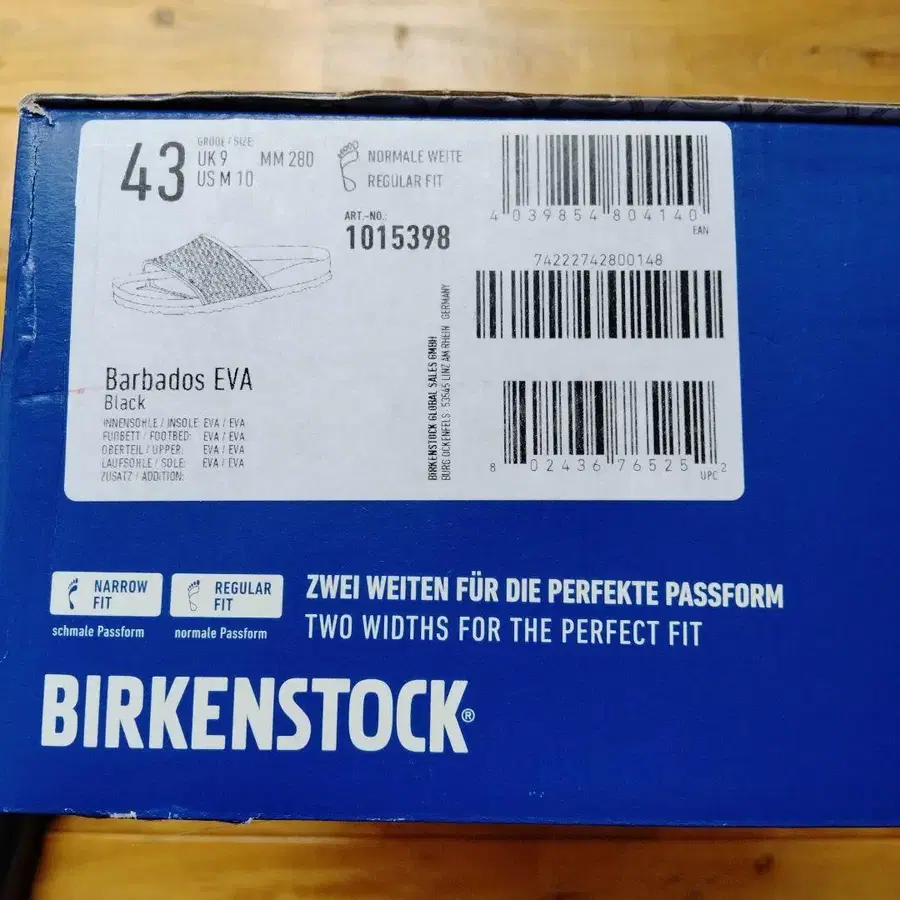 43
GRÖßE / SIZE:
UK 9 MM 280
US M 10
NORMALE WEITE
REGULAR FIT
ART.-NO.:
1015398
4 039854 804140
EAN
74222742800148
Barbados EVA
Black
INNENSOHLE / INSOLE: EVA / EVA
FUßBETT / FOOTBED: EVA / EVA
OBERTEIL / UPPER: EVA / EVA
LAUFSOHLE / SOLE: EVA / EVA
ZUSATZ / ADDITION:
BIRKENSTOCK GLOBAL SALES GMBH
BURG OCKENFELS 53545 LINZ AM RHEIN GERMANY
8 02436 76525 2
UPC
NARROW
FIT
schmale Passform
REGULAR
FIT
normale Passform
ZWEI WEITEN FÜR DIE PERFEKTE PASSFORM
TWO WIDTHS FOR THE PERFECT FIT
BIRKENSTOCK®